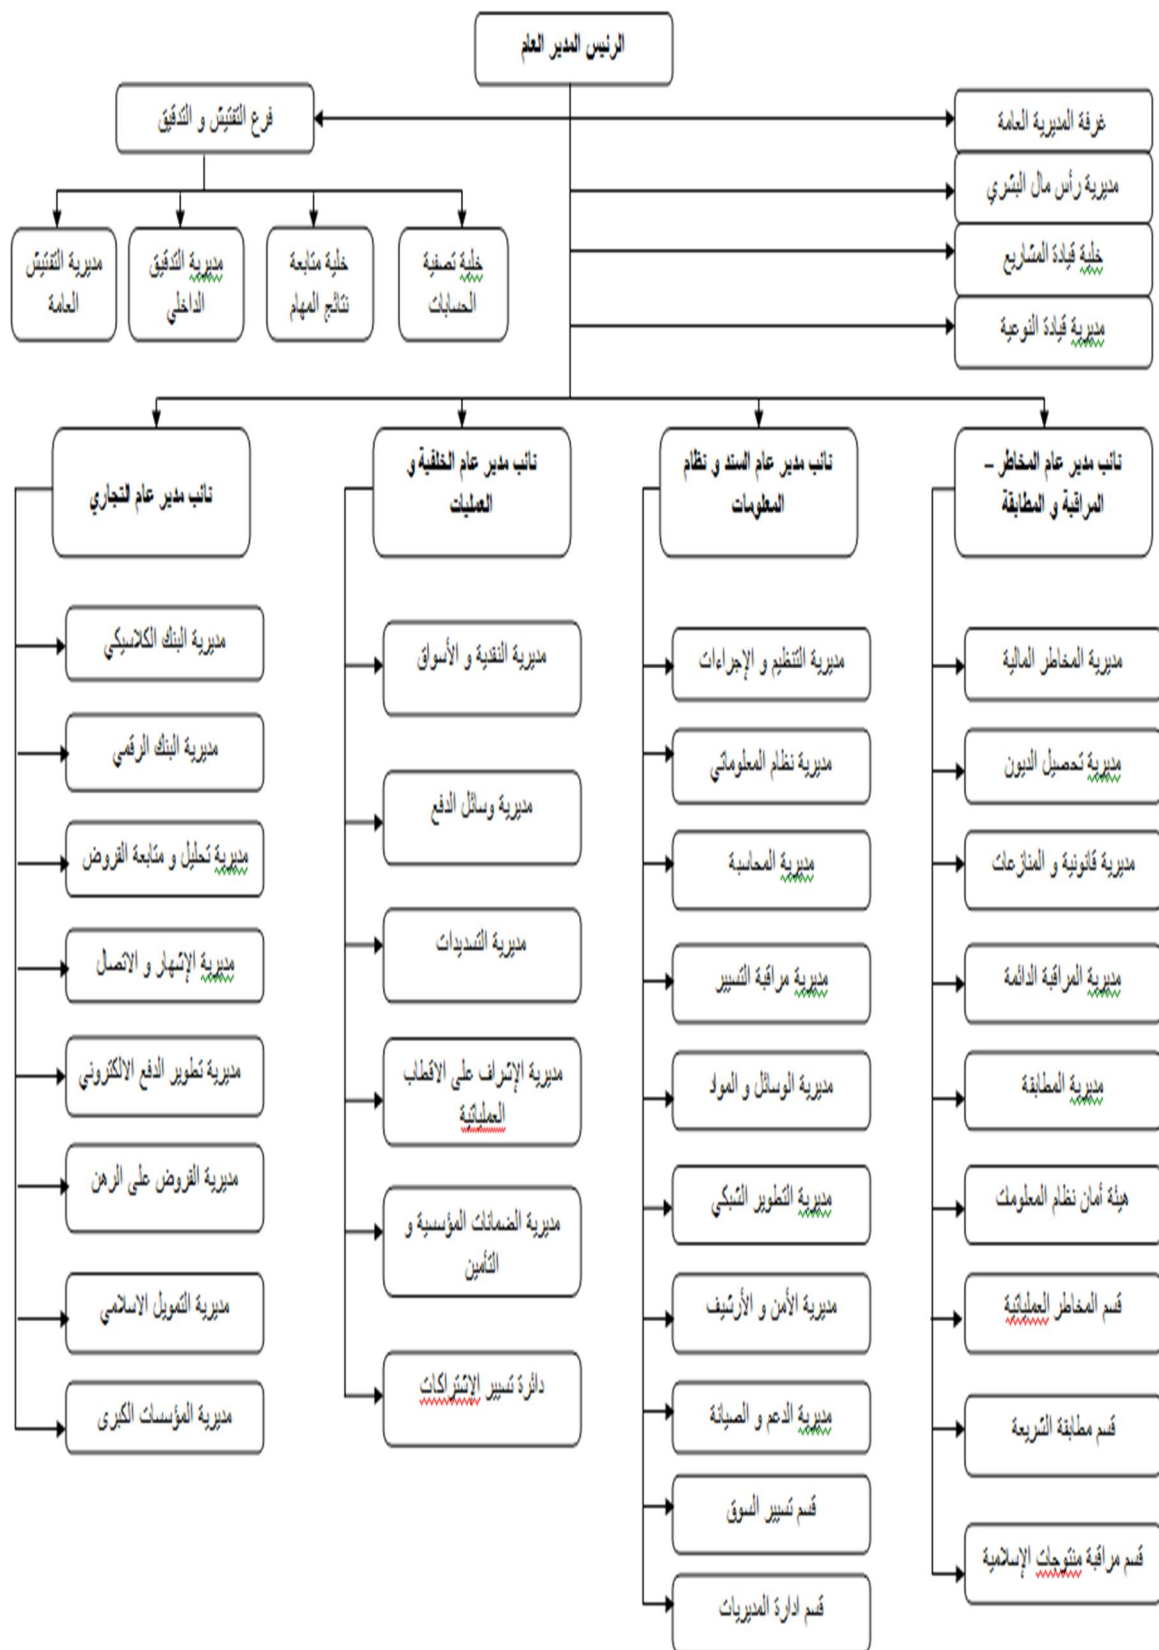 الرئيس المدير العام
غرفة المديرية العامة
مديرية رأس مال البشري
خلية قيادة المشاريع
مديرية قيادة النوعية
فرع التفتيش و التدقيق
خلية تصفية
الحسابات
خلية متابعة
نتائج المهام
مديرية التدقيق
الداخلي
مديرية التفتيش
العامة
نائب مدير عام المخاطر –
المراقبة و المطابقة
مديرية المخاطر المالية
مديرية تحصيل الديون
مديرية قانونية و المنازعات
مديرية المراقبة الدائمة
مديرية المطابقة
هيئة أمان نظام المعلومات
قسم المخاطر العملياتية
قسم مطابقة الشريعة
قسم مراقبة منتوجات الإسلامية
نائب مدير عام السند و نظام
المعلومات
مديرية التنظيم و الإجراءات
مديرية نظام المعلوماتي
مديرية المحاسبة
مديرية مراقبة التسيير
مديرية الوسائل و المواد
مديرية التطوير الشبكي
مديرية الأمن و الأرشيف
مديرية الدعم و الصيانة
قسم تسيير السوق
قسم ادارة المديريات
نائب مدير عام الخلفية و
العمليات
مديرية النقدية و الأسواق
مديرية وسائل الدفع
مديرية التسديدات
مديرية الإشراف على الاقطاب
العملياتية
مديرية الضمانات المؤسسية و
التأمين
دائرة تسيير الاشتراكات
نائب مدير عام التجاري
مديرية البنك الكلاسيكي
مديرية البنك الرقمي
مديرية تحليل و متابعة القروض
مديرية الإشهار و الاتصال
مديرية تطوير الدفع الالكتروني
مديرية القروض على الرهن
مديرية التمويل الاسلامي
مديرية المؤسسات الكبرى